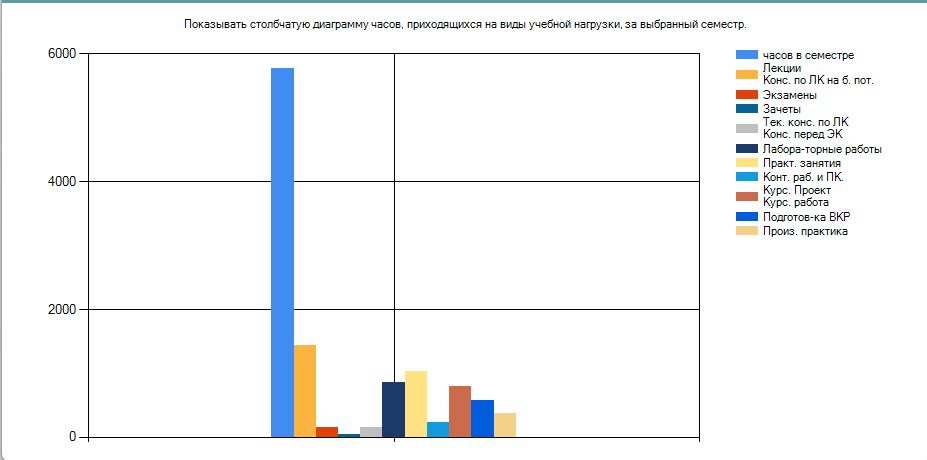 Показывать столбчатую диаграмму часов, приходящихся на виды учебной нагрузки, за выбранный семестр.
6000
4000
2000
0
часов в семестре
Лекции
Конс. по ЛК на б. пот.
Экзамены
Зачеты
Тек. конс. по ЛК
Конс. перед ЭК
Лабора-торные работы
Практ. занятия
Конт. раб. и ПК.
Курс. Проект
Курс. работа
Подготов-ка ВКР
Произ. практика